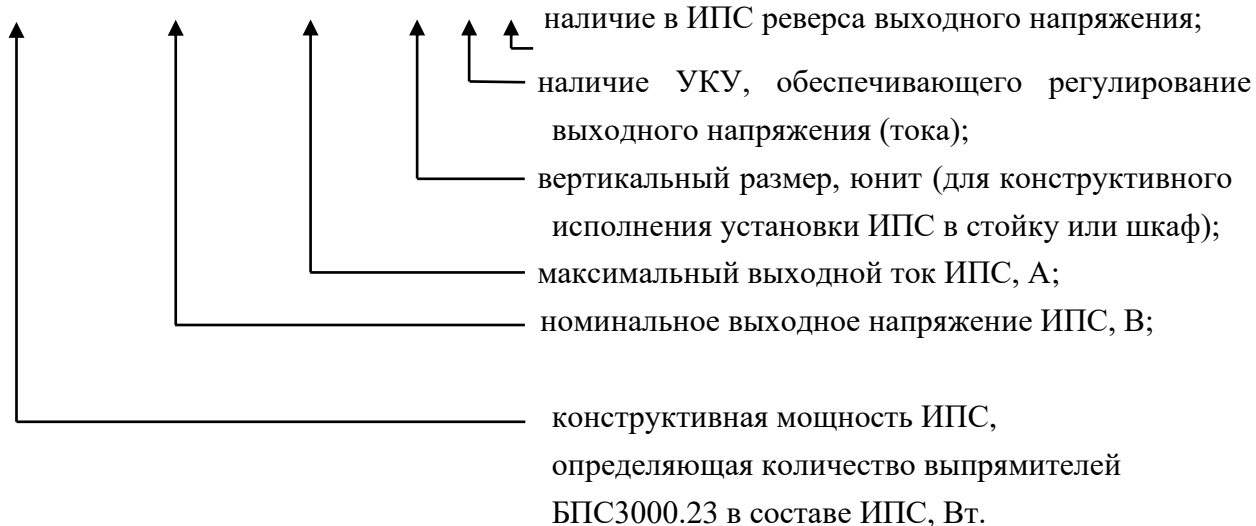 наличие в ИПС реверса выходного напряжения;
наличие УКУ, обеспечивающего регулирование
выходного напряжения (тока);
вертикальный размер, юнит (для конструктивного
исполнения установки ИПС в стойку или шкаф);
максимальный выходной ток ИПС, А;
номинальное выходное напряжение ИПС, В;
конструктивная мощность ИПС,
определяющая количество выпрямителей
БПС3000.23 в составе ИПС, Вт.